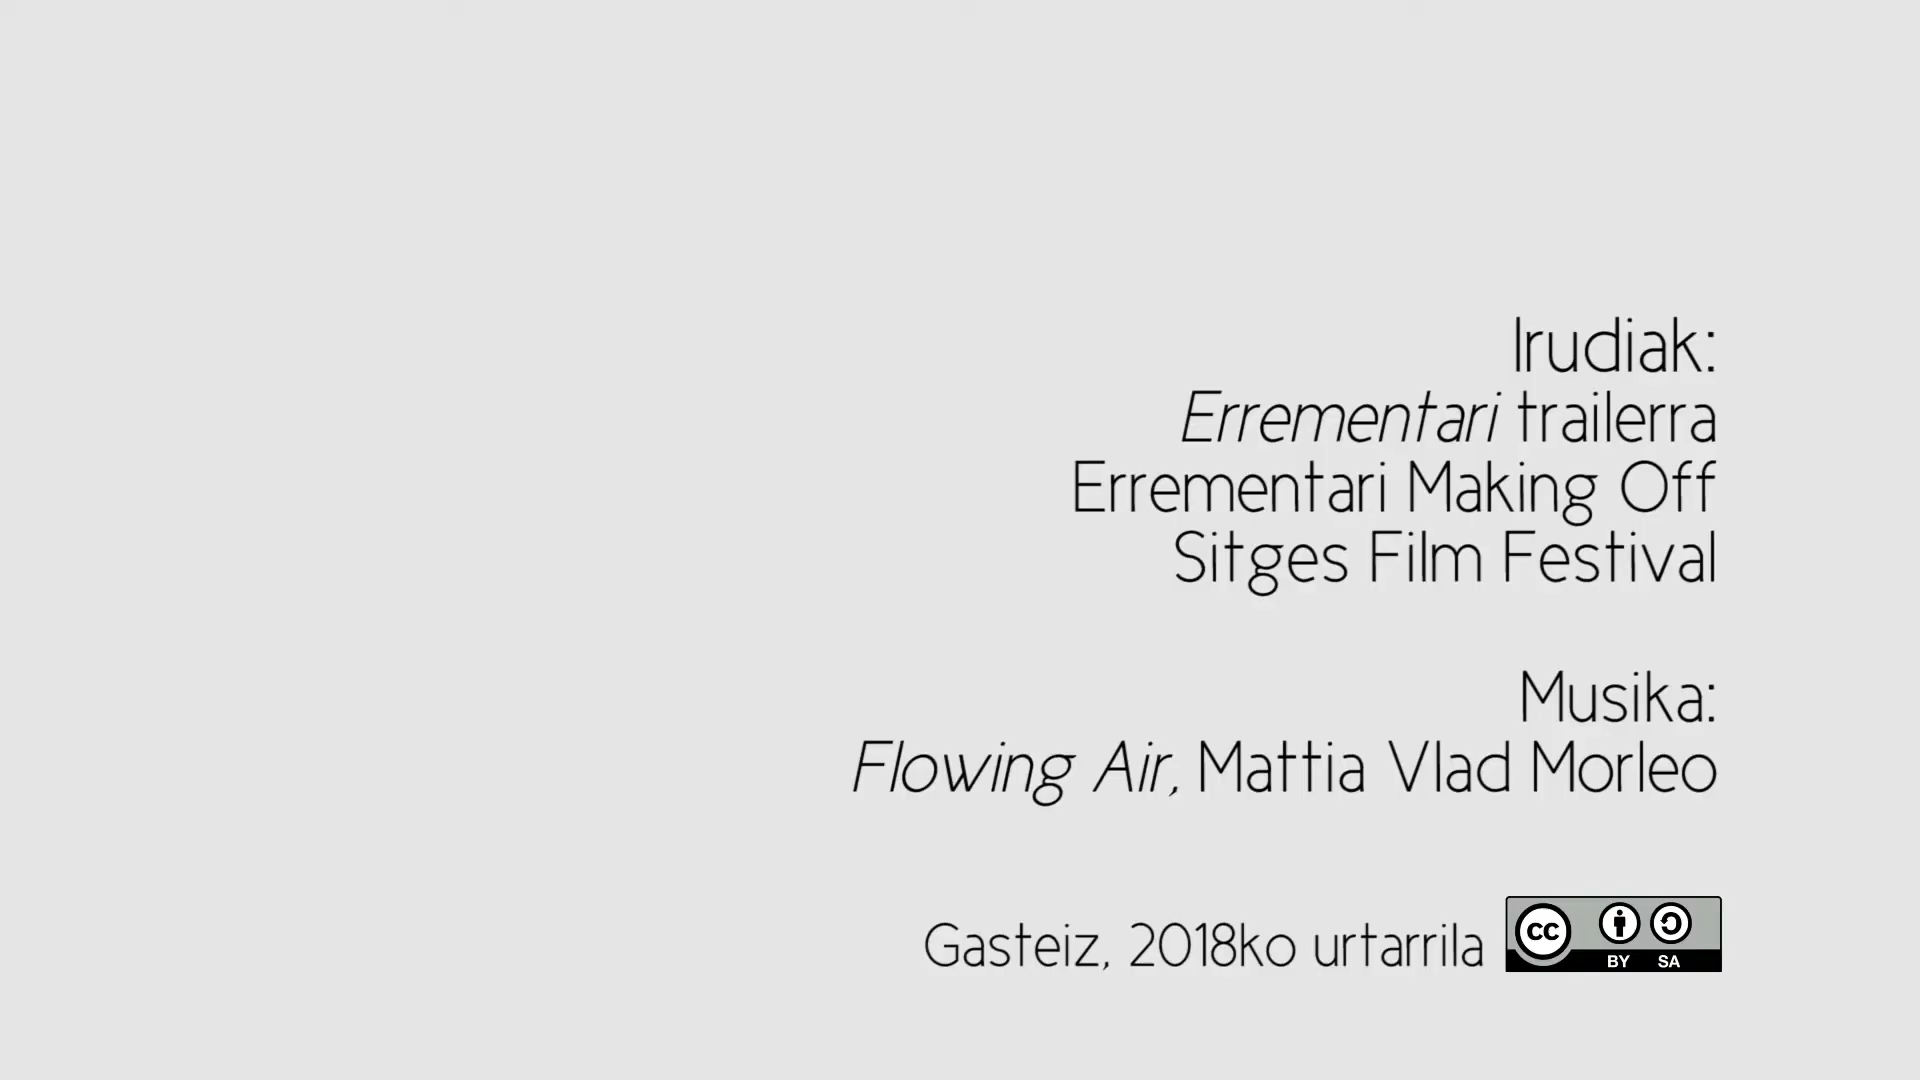 Irudiak:
Errementari trailerra
Errementari Making Off
Sitges Film Festival
Musika:
Flowing Air, Mattia Vlad Morleo
Gasteiz, 2018ko urtarrila
cc BY SA